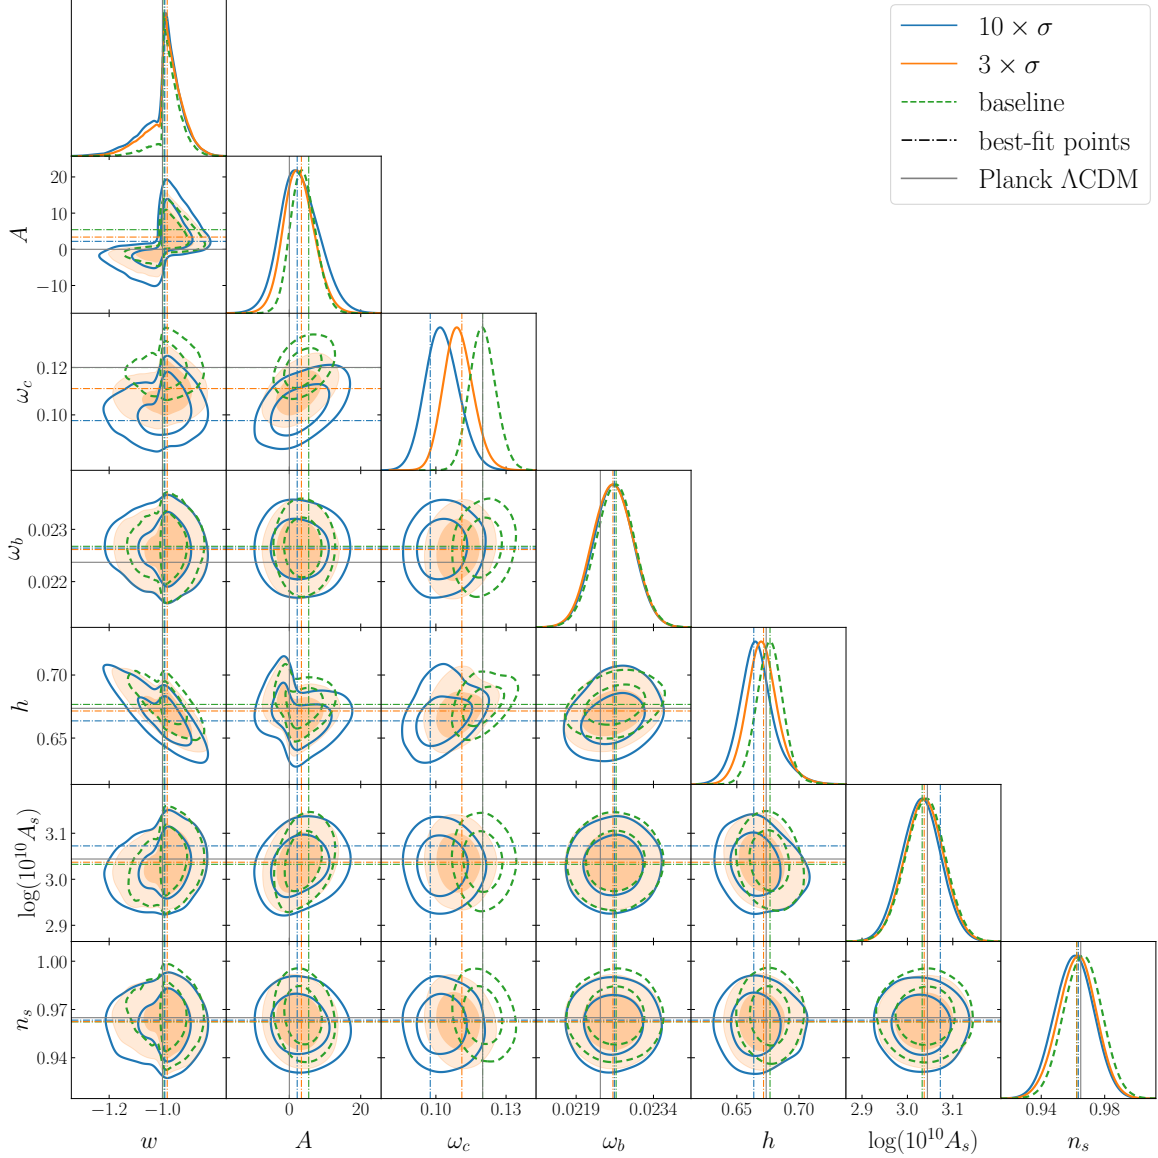 10 × σ
3 × σ
baseline
best-fit points
Planck ΛCDM
A
20
10
0
−10
ω_c
0.12
0.10
ω_b
0.023
0.022
h
0.70
0.65
log(10^{10}A_s)
3.1
3.0
2.9
n_s
1.00
0.97
0.94
−1.2 −1.0 0 20 0.10 0.13 0.0219 0.0234 0.65 0.70 2.9 3.0 3.1 0.94 0.98
w A ω_c ω_b h log(10^{10}A_s) n_s